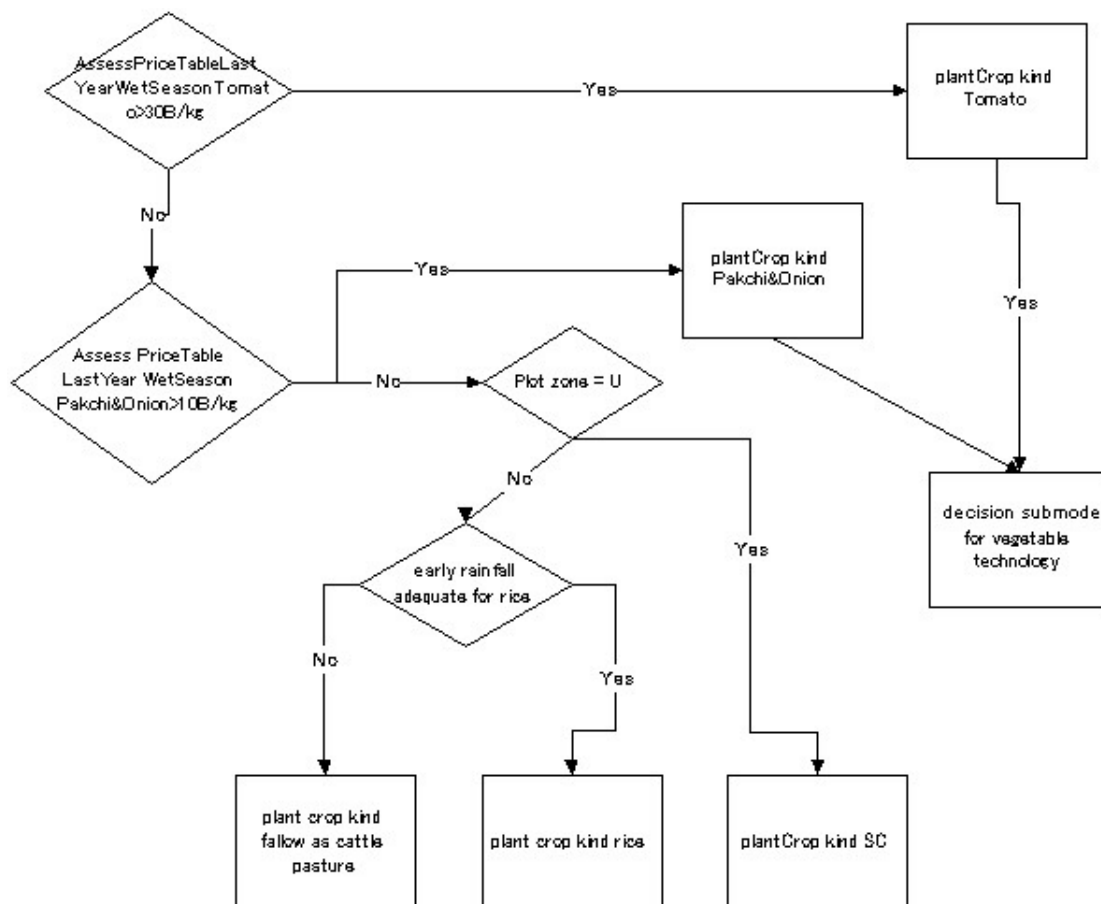 AssessPriceTableLast
YearWetSeasonTomat
o>30B/kg
Yes
plantCrop kind
Tomato
No
plantCrop kind
Pakchi&Onion
Yes
Yes
Assess PriceTable
LastYear WetSeason
Pakchi&Onion>10B/kg
No
Plot zone = U
No
decision submode
for vegetable
technology
Yes
early rainfall
adequate for rice
No
Yes
plant crop kind
fallow as cattle
pasture
plant crop kind rice
plantCrop kind SC